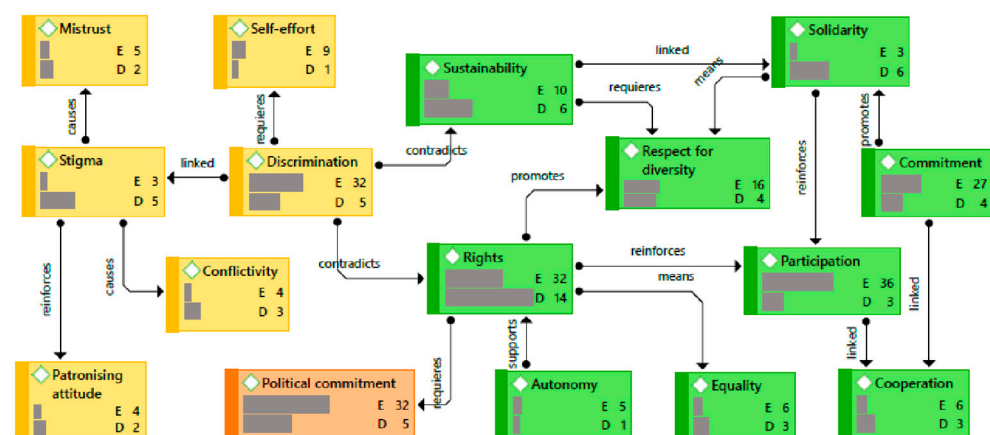 Mistrust
E 5
D 2
Self-effort
E 9
D 1
Sustainability
E 10
D 6
linked
Solidarity
E 3
D 6
means
requieres
causes
requieres
contradicts
promotes
Stigma
E 3
D 5
linked
Discrimination
E 32
D 5
Respect for
diversity
E 16
D 4
reinforces
Commitment
E 27
D 4
promotes
reinforces
causes
Conflictivity
E 4
D 3
contradicts
Rights
E 32
D 14
reinforces
means
Participation
E 36
D 3
linked
linked
supports
requieres
Patronising
attitude
E 4
D 2
Political commitment
E 32
D 5
Autonomy
E 5
D 1
Equality
E 6
D 3
Cooperation
E 6
D 3